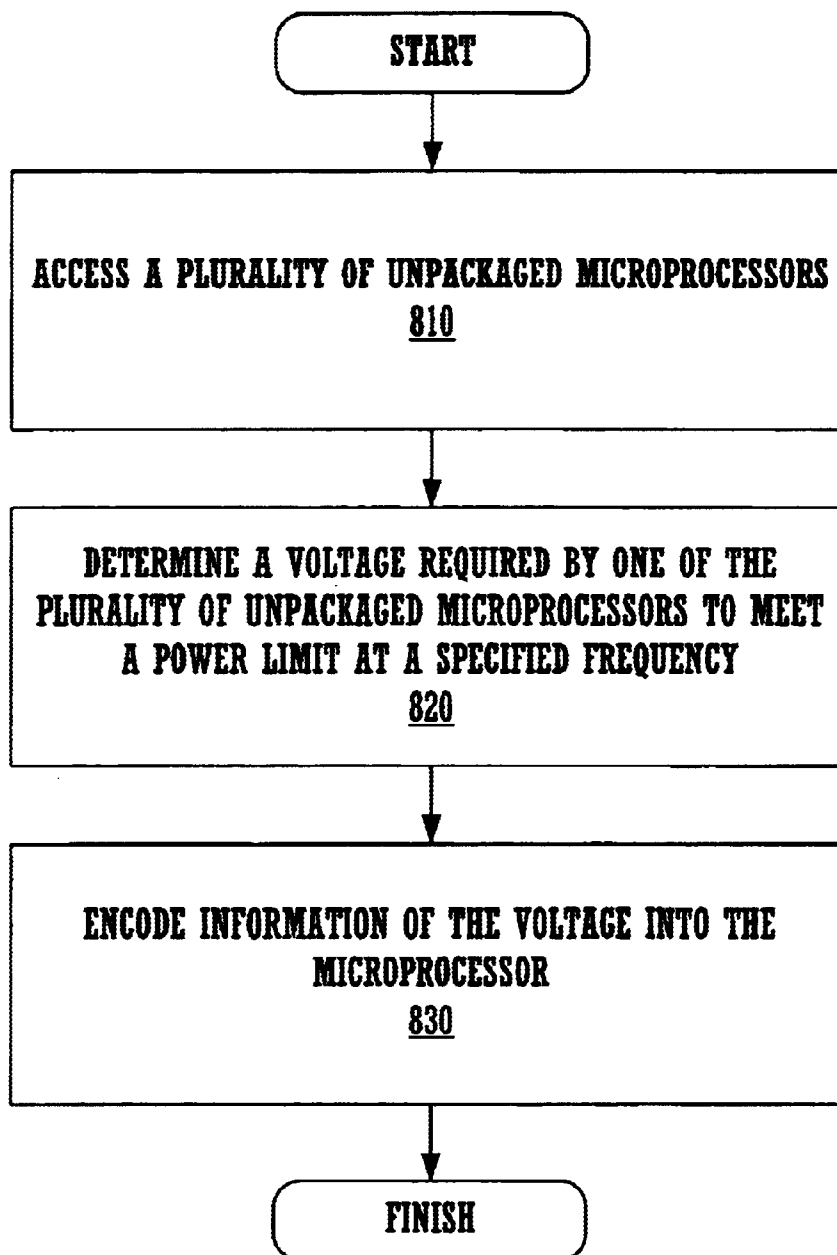 START
ACCESS A PLURALITY OF UNPACKAGED MICROPROCESSORS
810
DETERMINE A VOLTAGE REQUIRED BY ONE OF THE
PLURALITY OF UNPACKAGED MICROPROCESSORS TO MEET
A POWER LIMIT AT A SPECIFIED FREQUENCY
820
ENCODE INFORMATION OF THE VOLTAGE INTO THE
MICROPROCESSOR
830
FINISH